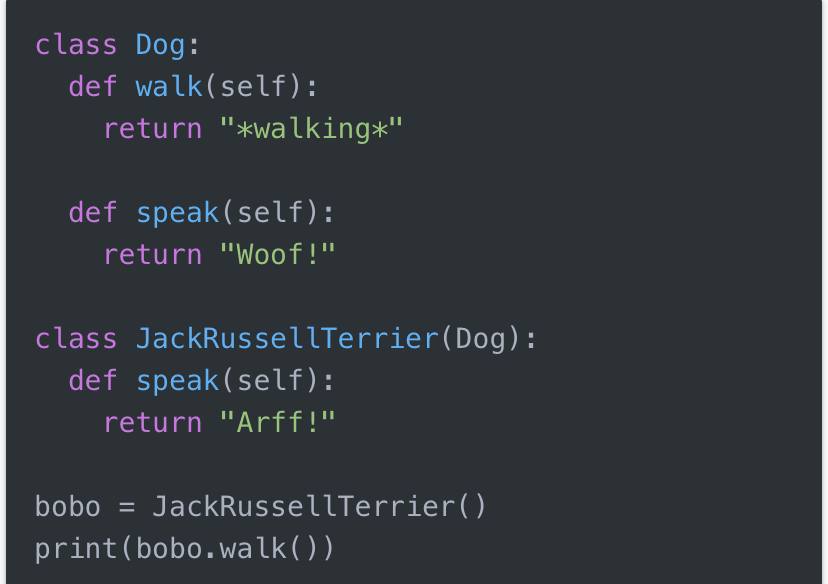 class Dog:
  def walk(self):
    return "*walking*"

  def speak(self):
    return "Woof!"

class JackRussellTerrier(Dog):
  def speak(self):
    return "Arff!"

bobo = JackRussellTerrier()
print(bobo.walk())